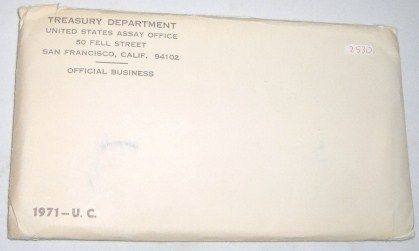 TREASURY DEPARTMENT
UNITED STATES ASSAY OFFICE
50 FELL STREET
SAN FRANCISCO, CALIF. 94102
OFFICIAL BUSINESS
2530
1971-U. C.